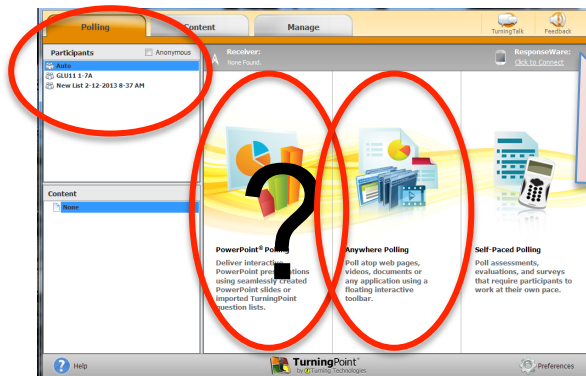 Polling
Content
Manage
TurningTalk
Feedback
Participants
Anonymous
Receiver:
None Found.
ResponseWare:
Click to Connect
Auto
GLU11 1-7A
New List 2-12-2013 8-37 AM
Content
None
?
PowerPoint® Polling
Deliver interactive
PowerPoint presentations
using seamlessly created
PowerPoint slides or
imported TurningPoint
question lists.
Anywhere Polling
Poll atop web pages,
videos, documents or
any application using a
floating interactive
toolbar.
Self-Paced Polling
Poll assessments,
evaluations, and surveys
that require participants to
work at their own pace.
? Help
TurningPoint®
by Turning Technologies
Preferences